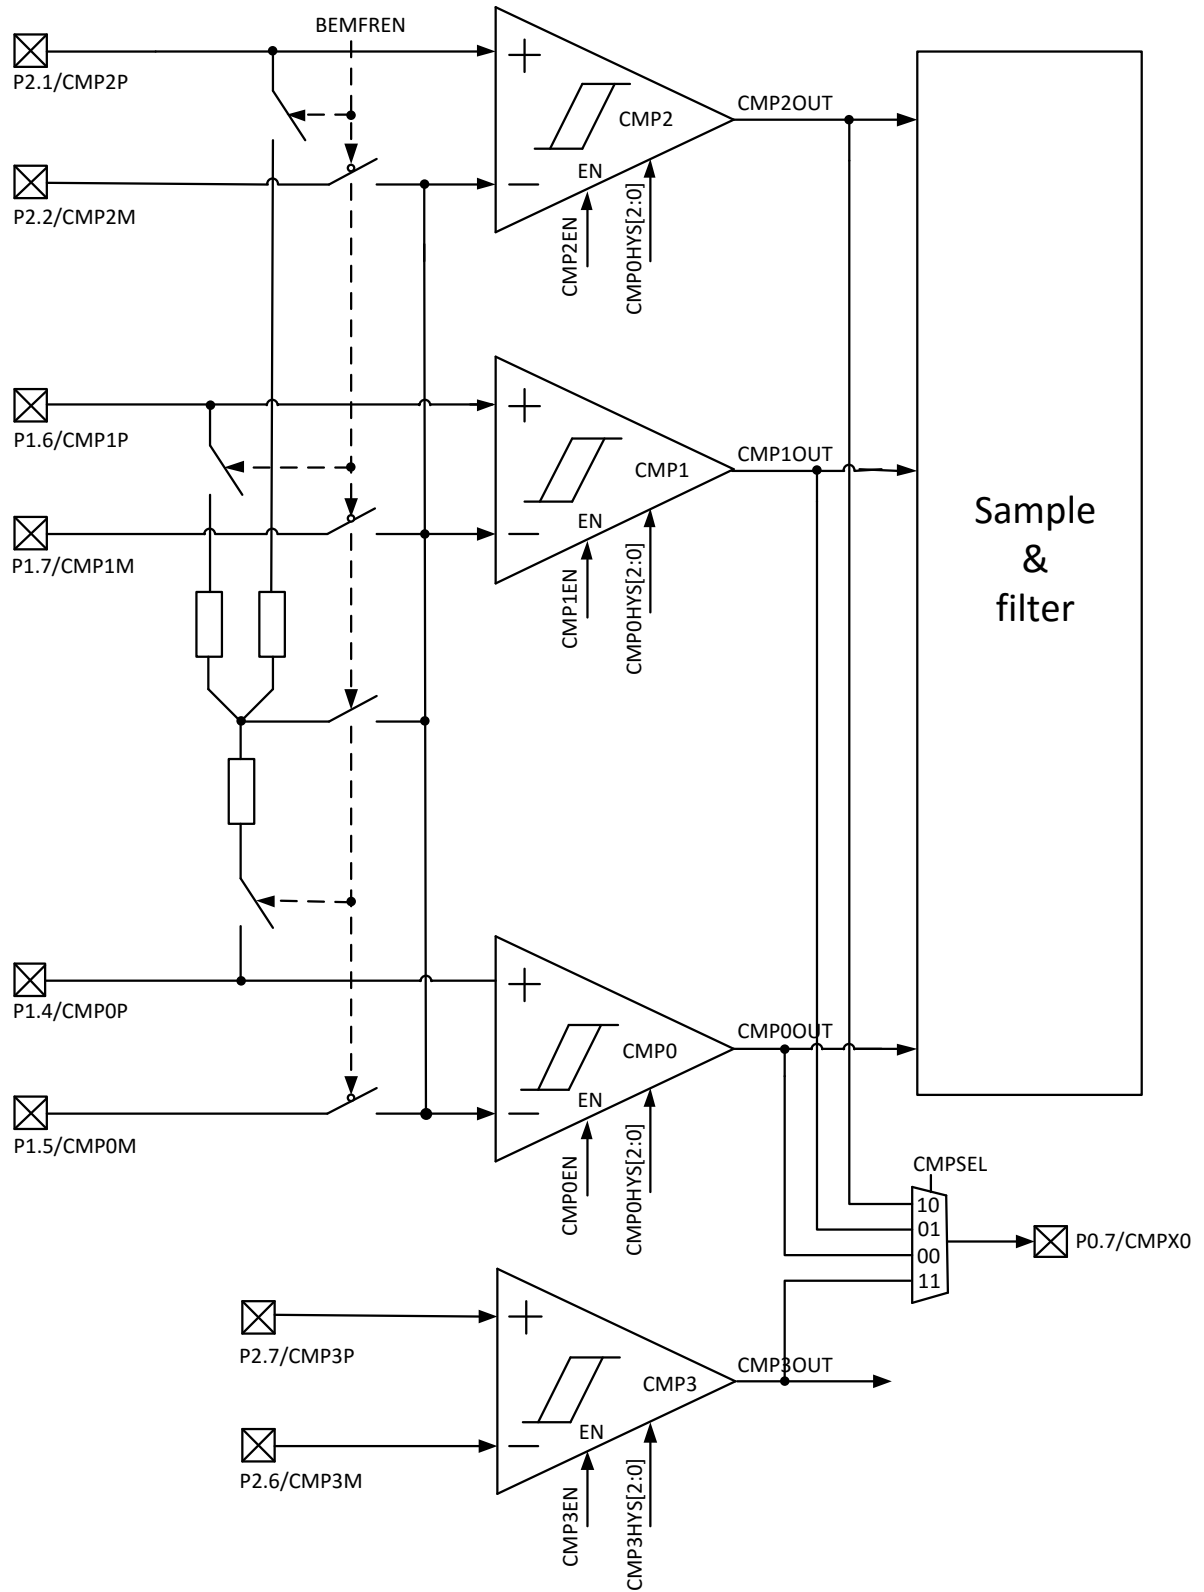 BEMFREN
P2.1/CMP2P
CMP2OUT
CMP2
EN
P2.2/CMP2M
CMP2EN
CMP0HYS[2:0]
P1.6/CMP1P
CMP1OUT
CMP1
EN
P1.7/CMP1M
CMP1EN
CMP0HYS[2:0]
Sample
&
filter
P1.4/CMP0P
CMP0OUT
CMP0
EN
P1.5/CMP0M
CMP0EN
CMP0HYS[2:0]
CMPSEL
10
01
00
11
P0.7/CMPX0
P2.7/CMP3P
CMP3OUT
CMP3
EN
P2.6/CMP3M
CMP3EN
CMP3HYS[2:0]